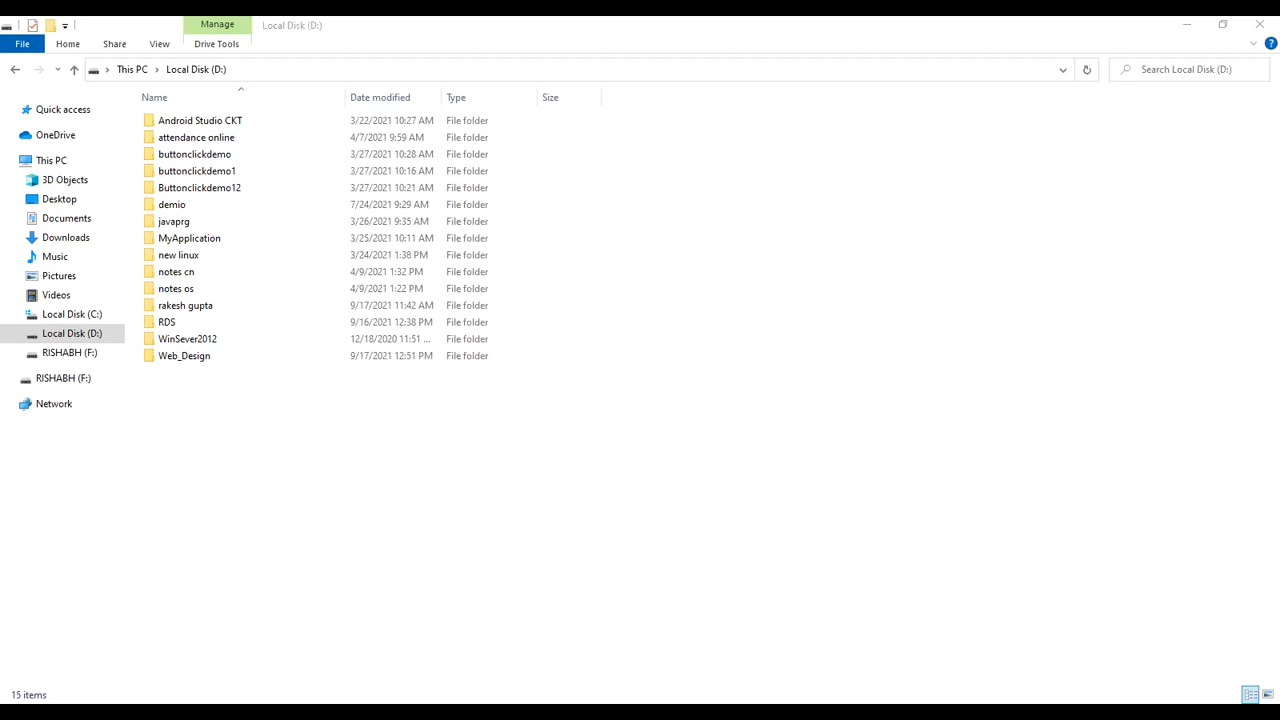 Manage
Local Disk (D:)
File
Home
Share
View
Drive Tools
This PC
Local Disk (D:)
Search Local Disk (D:)
Name
Date modified
Type
Size
Quick access
OneDrive
This PC
3D Objects
Desktop
Documents
Downloads
Music
Pictures
Videos
Local Disk (C:)
Local Disk (D:)
RISHABH (F:)
RISHABH (F:)
Network
Android Studio CKT 3/22/2021 10:27 AM File folder
attendance online 4/7/2021 9:59 AM File folder
buttonclickdemo 3/27/2021 10:28 AM File folder
buttonclickdemo1 3/27/2021 10:16 AM File folder
Buttonclickdemo12 3/27/2021 10:21 AM File folder
demio 7/24/2021 9:29 AM File folder
javaprg 3/26/2021 9:35 AM File folder
MyApplication 3/25/2021 10:11 AM File folder
new linux 3/24/2021 1:38 PM File folder
notes cn 4/9/2021 1:32 PM File folder
notes os 4/9/2021 1:22 PM File folder
rakesh gupta 9/17/2021 11:42 AM File folder
RDS 9/16/2021 12:38 PM File folder
WinSever2012 12/18/2020 11:51 ... File folder
Web_Design 9/17/2021 12:51 PM File folder
15 items